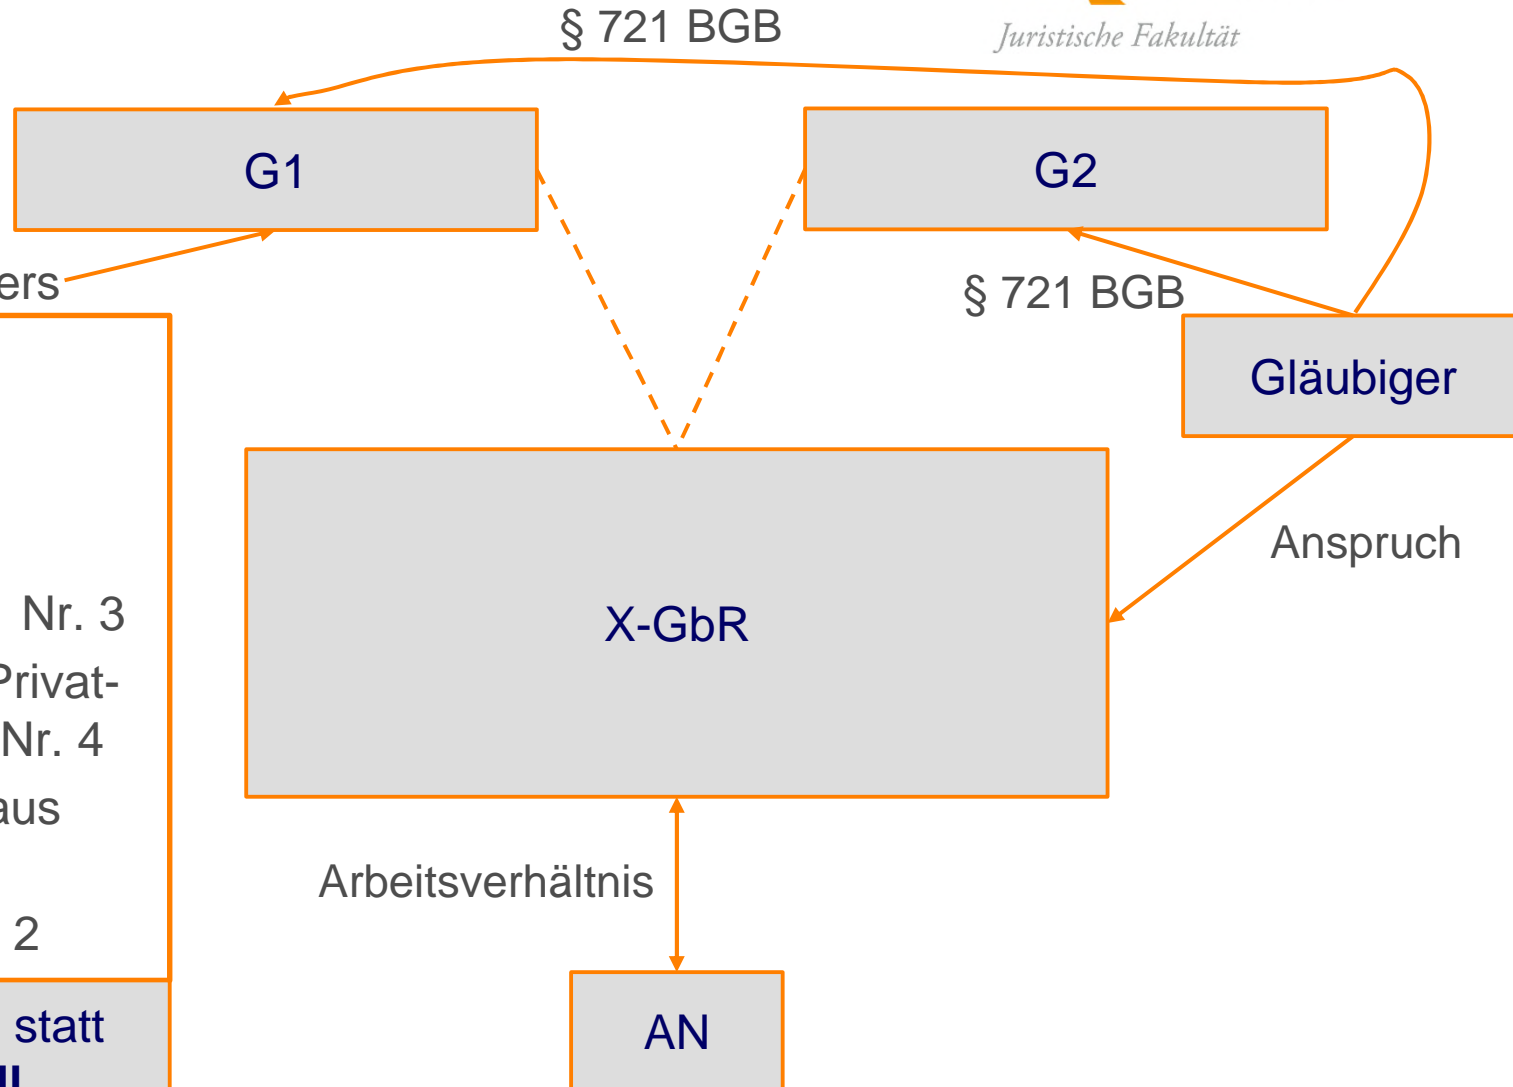 § 721 BGB
Juristische Fakultät
G1
G2
ers
§ 721 BGB
Gläubiger
Anspruch
Nr. 3
X-GbR
Privat-
Nr. 4
aus
Arbeitsverhältnis
2
statt
AN